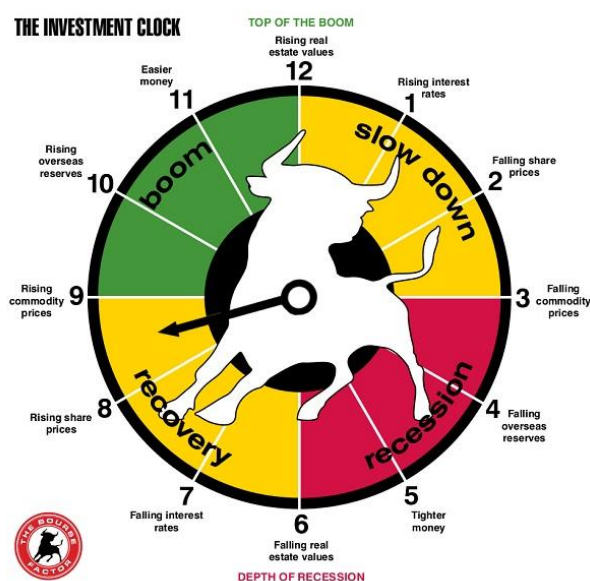 THE INVESTMENT CLOCK
TOP OF THE BOOM
Rising real
estate values
12
Rising interest
rates
1
Falling share
prices
2
Falling
commodity
prices
3
Falling
overseas
reserves
4
Tighter
money
5
Falling real
estate values
6
DEPTH OF RECESSION
Falling interest
rates
7
Rising share
prices
8
Rising
commodity
prices
9
Rising
overseas
reserves
10
Easier
money
11
boom
slow down
recession
recovery
THE BOURSE
FACTOR